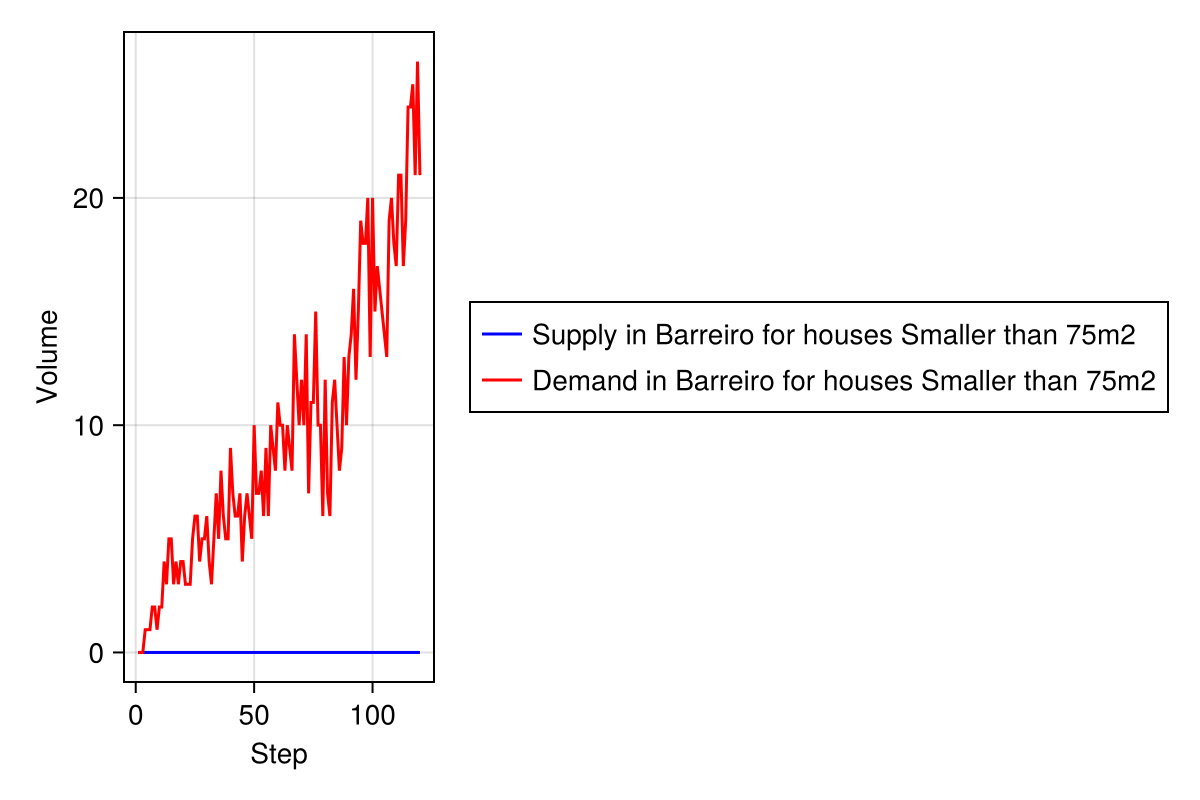 20
10
0
Volume
0 50 100
Step
Supply in Barreiro for houses Smaller than 75m2
Demand in Barreiro for houses Smaller than 75m2